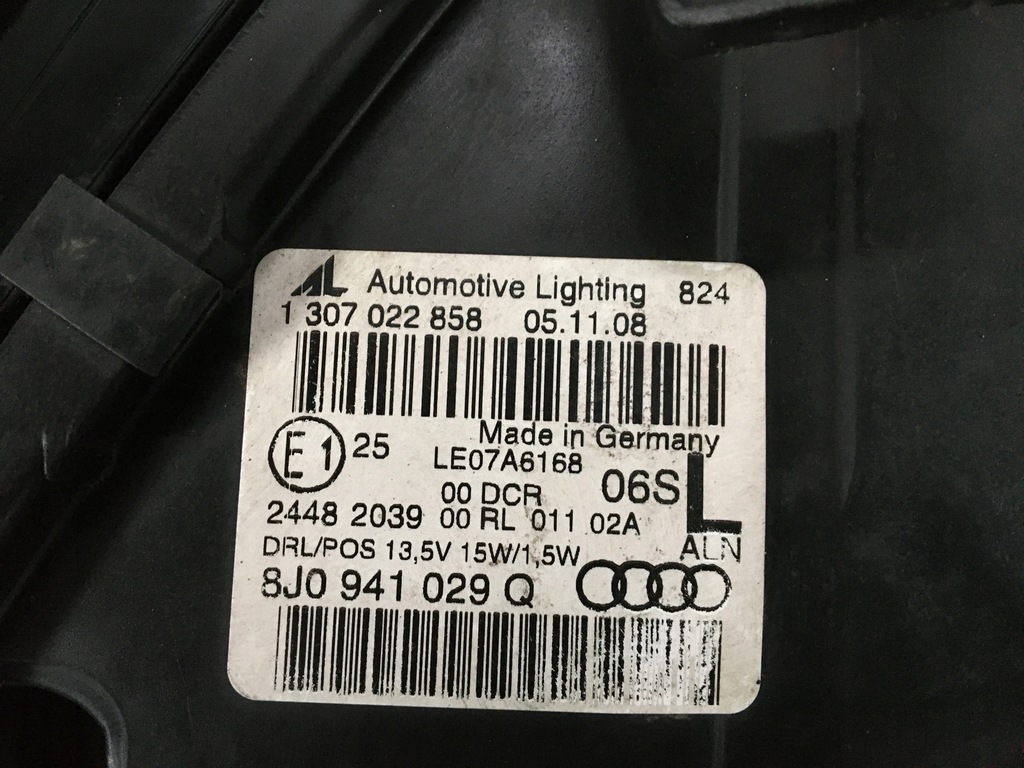 AL Automotive Lighting 824
1 307 022 858 05.11.08
Made in Germany
E1 25 LE07A6168
00 DCR 06S L
2448 2039 00 RL 011 02A
DRL/POS 13,5V 15W/1,5W ALN
8J0 941 029 Q